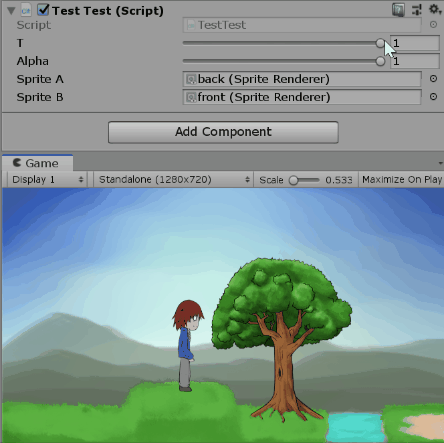 Test Test (Script)
Script TestTest
T 1
Alpha 1
Sprite A back (Sprite Renderer)
Sprite B front (Sprite Renderer)
Add Component
Game
Display 1 Standalone (1280x720) Scale 0.533 Maximize On Play